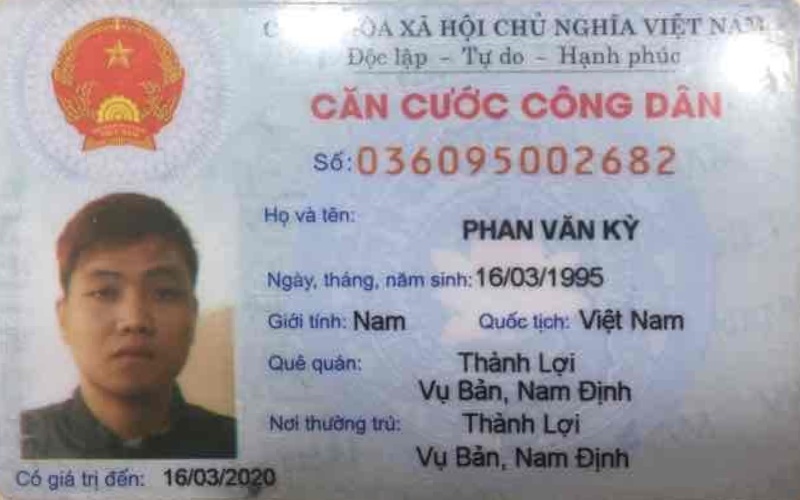 XÃ HỘI CHỦ NGHĨA VIỆT NAM
Độc lập - Tự do - Hạnh phúc
CĂN CƯỚC CÔNG DÂN
Số: 036095002682
Họ và tên: PHAN VĂN KỲ
Ngày, tháng, năm sinh: 16/03/1995
Giới tính: Nam Quốc tịch: Việt Nam
Quê quán: Thành Lợi
Vụ Bản, Nam Định
Nơi thường trú: Thành Lợi
Vụ Bản, Nam Định
Có giá trị đến: 16/03/2020